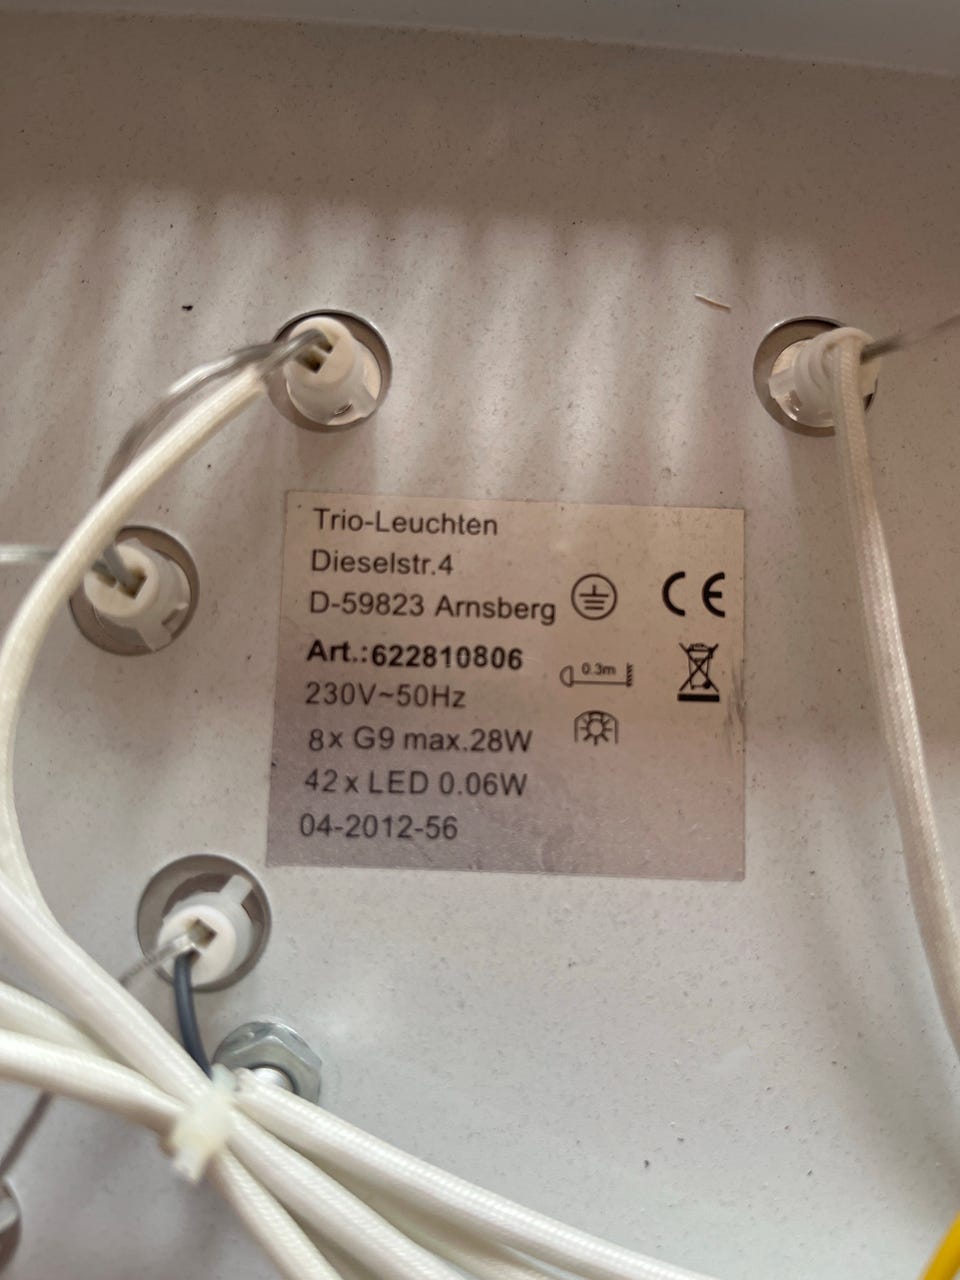 Trio-Leuchten
Dieselstr.4
D-59823 Arnsberg
CE
Art.:622810806
0.3m
230V~50Hz
8x G9 max.28W
42 x LED 0.06W
04-2012-56